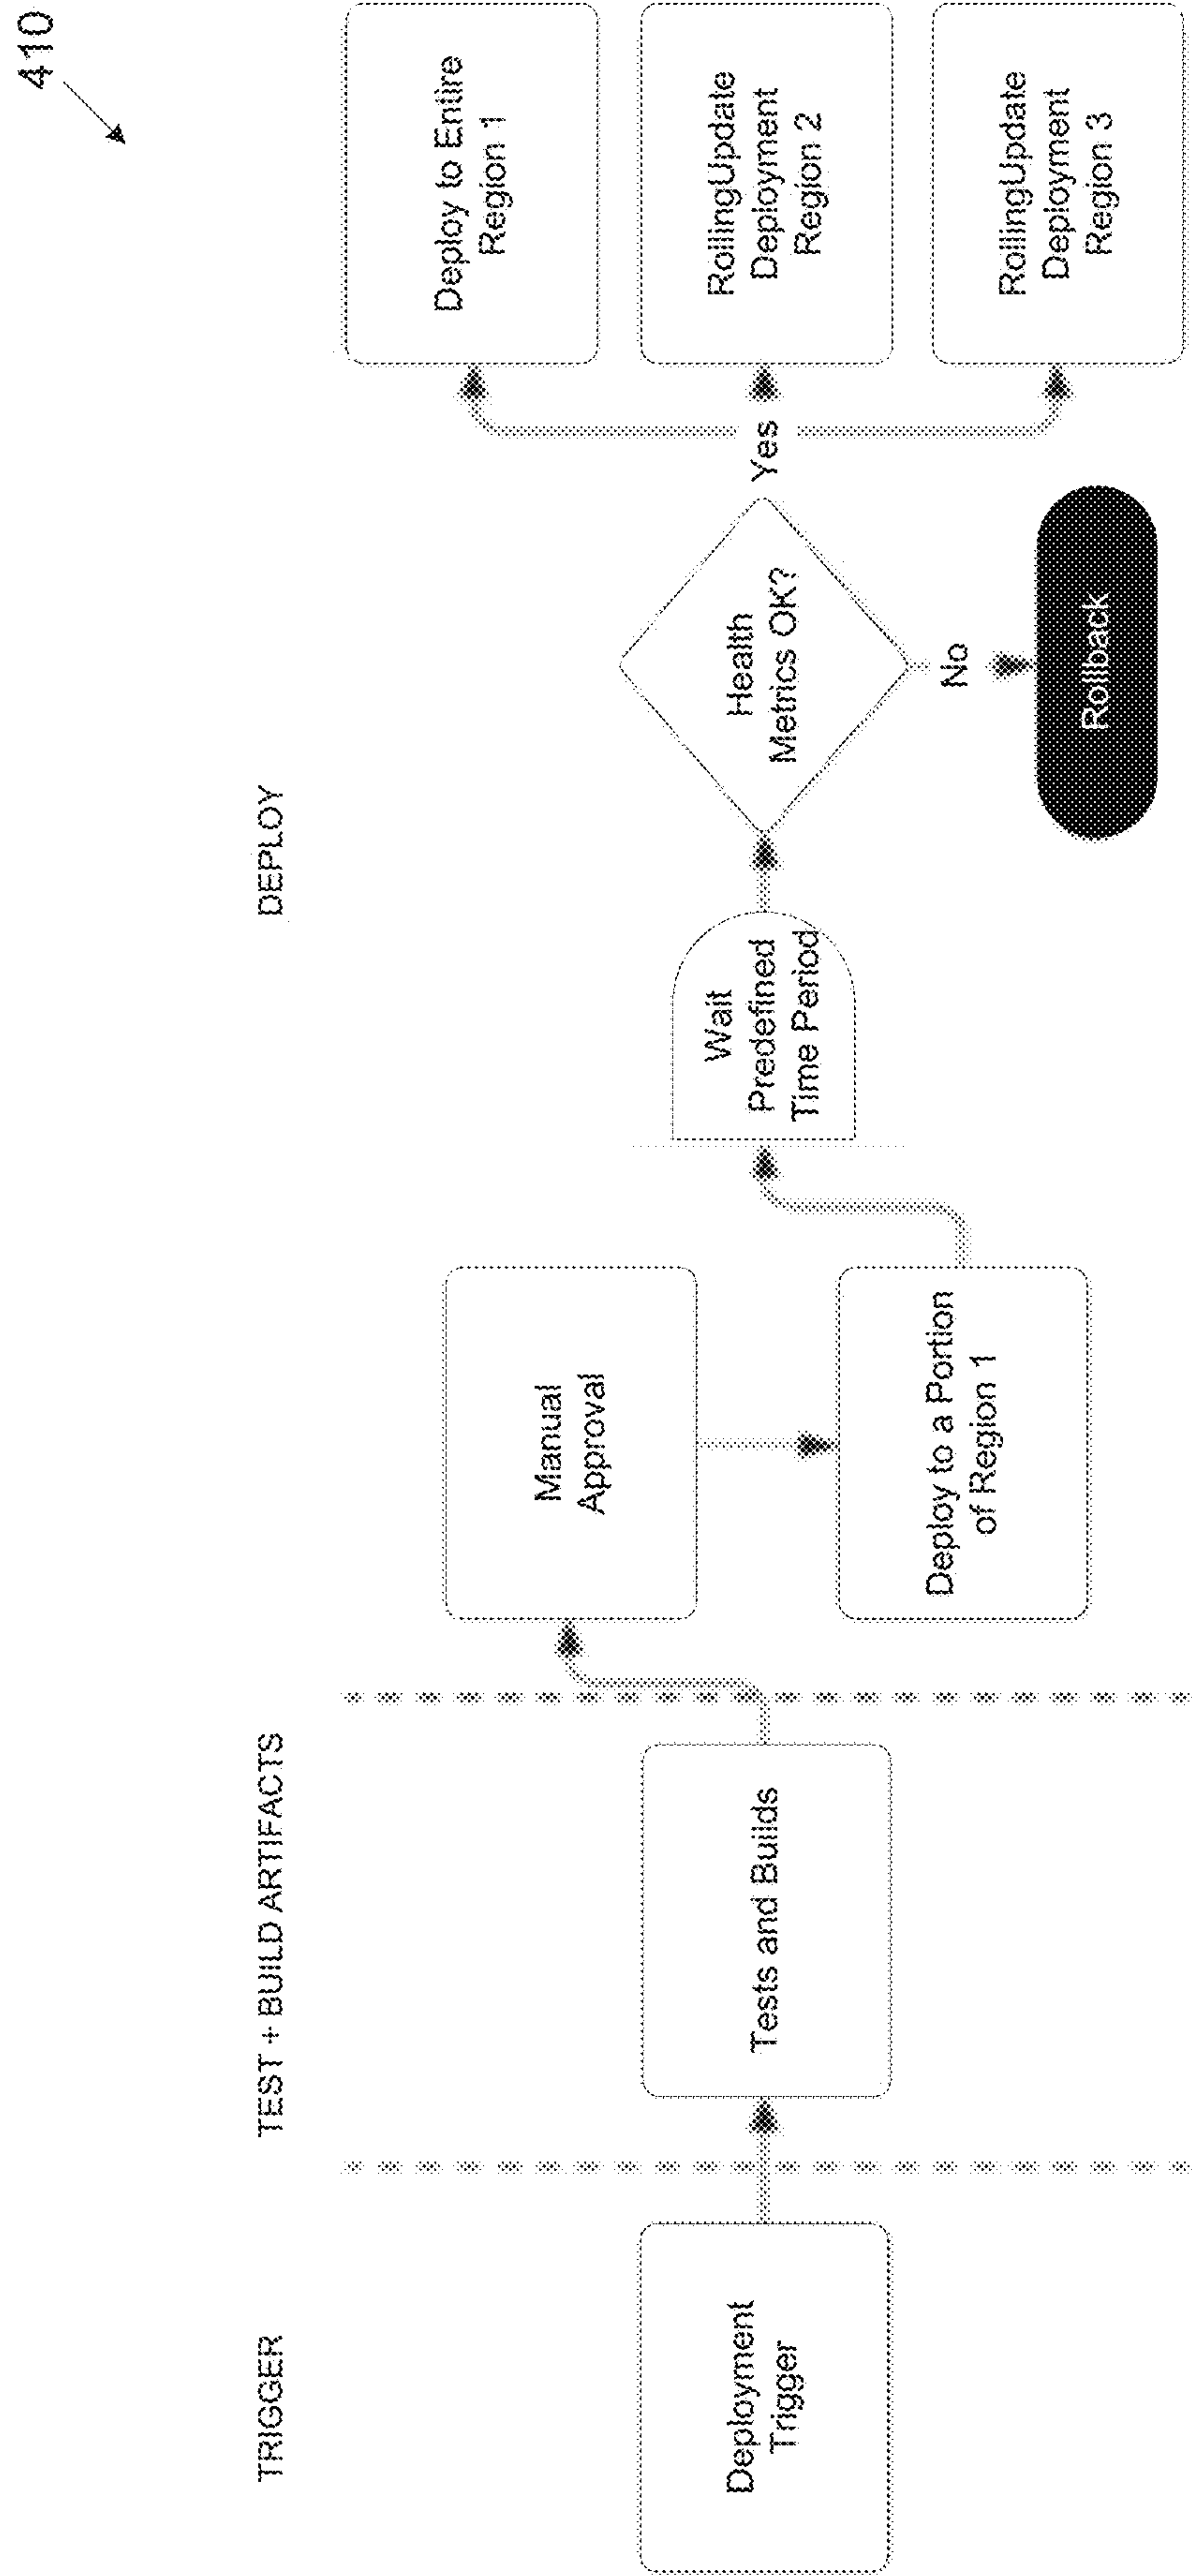 410
TRIGGER
TEST + BUILD ARTIFACTS
DEPLOY
Deployment
Trigger
Tests and Builds
Manual
Approval
Deploy to a Portion
of Region 1
Wait
Predefined
Time Period
Health
Metrics OK?
Yes
No
Rollback
Deploy to Entire
Region 1
RollingUpdate
Deployment
Region 2
RollingUpdate
Deployment
Region 3